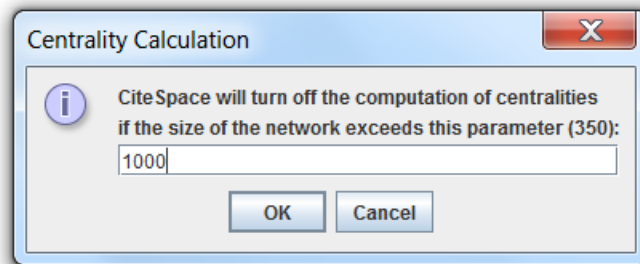 Centrality Calculation
CiteSpace will turn off the computation of centralities
if the size of the network exceeds this parameter (350):
1000
OK Cancel